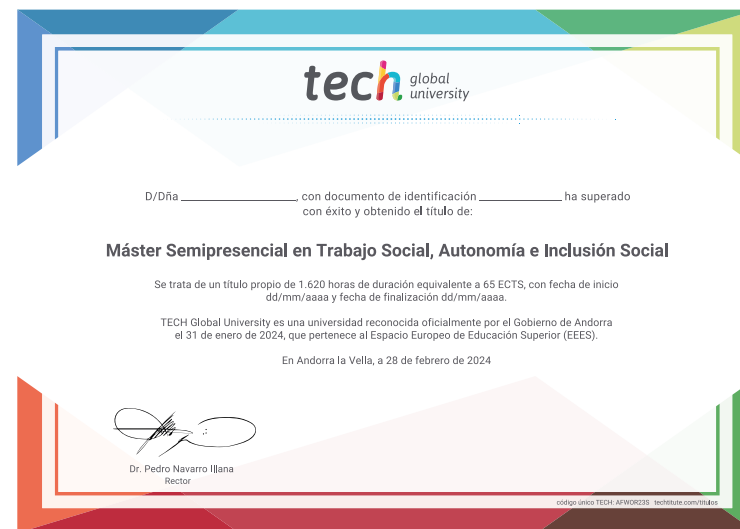 tech global
university
D/Dña ____________, con documento de identificación ____________ ha superado
con éxito y obtenido el título de:
Máster Semipresencial en Trabajo Social, Autonomía e Inclusión Social
Se trata de un título propio de 1.620 horas de duración equivalente a 65 ECTS, con fecha de inicio
dd/mm/aaaa y fecha de finalización dd/mm/aaaa.
TECH Global University es una universidad reconocida oficialmente por el Gobierno de Andorra
el 31 de enero de 2024, que pertenece al Espacio Europeo de Educación Superior (EEES).
En Andorra la Vella, a 28 de febrero de 2024
Dr. Pedro Navarro Illana
Rector
código único TECH: AFWOR23S techtitute.com/titulos